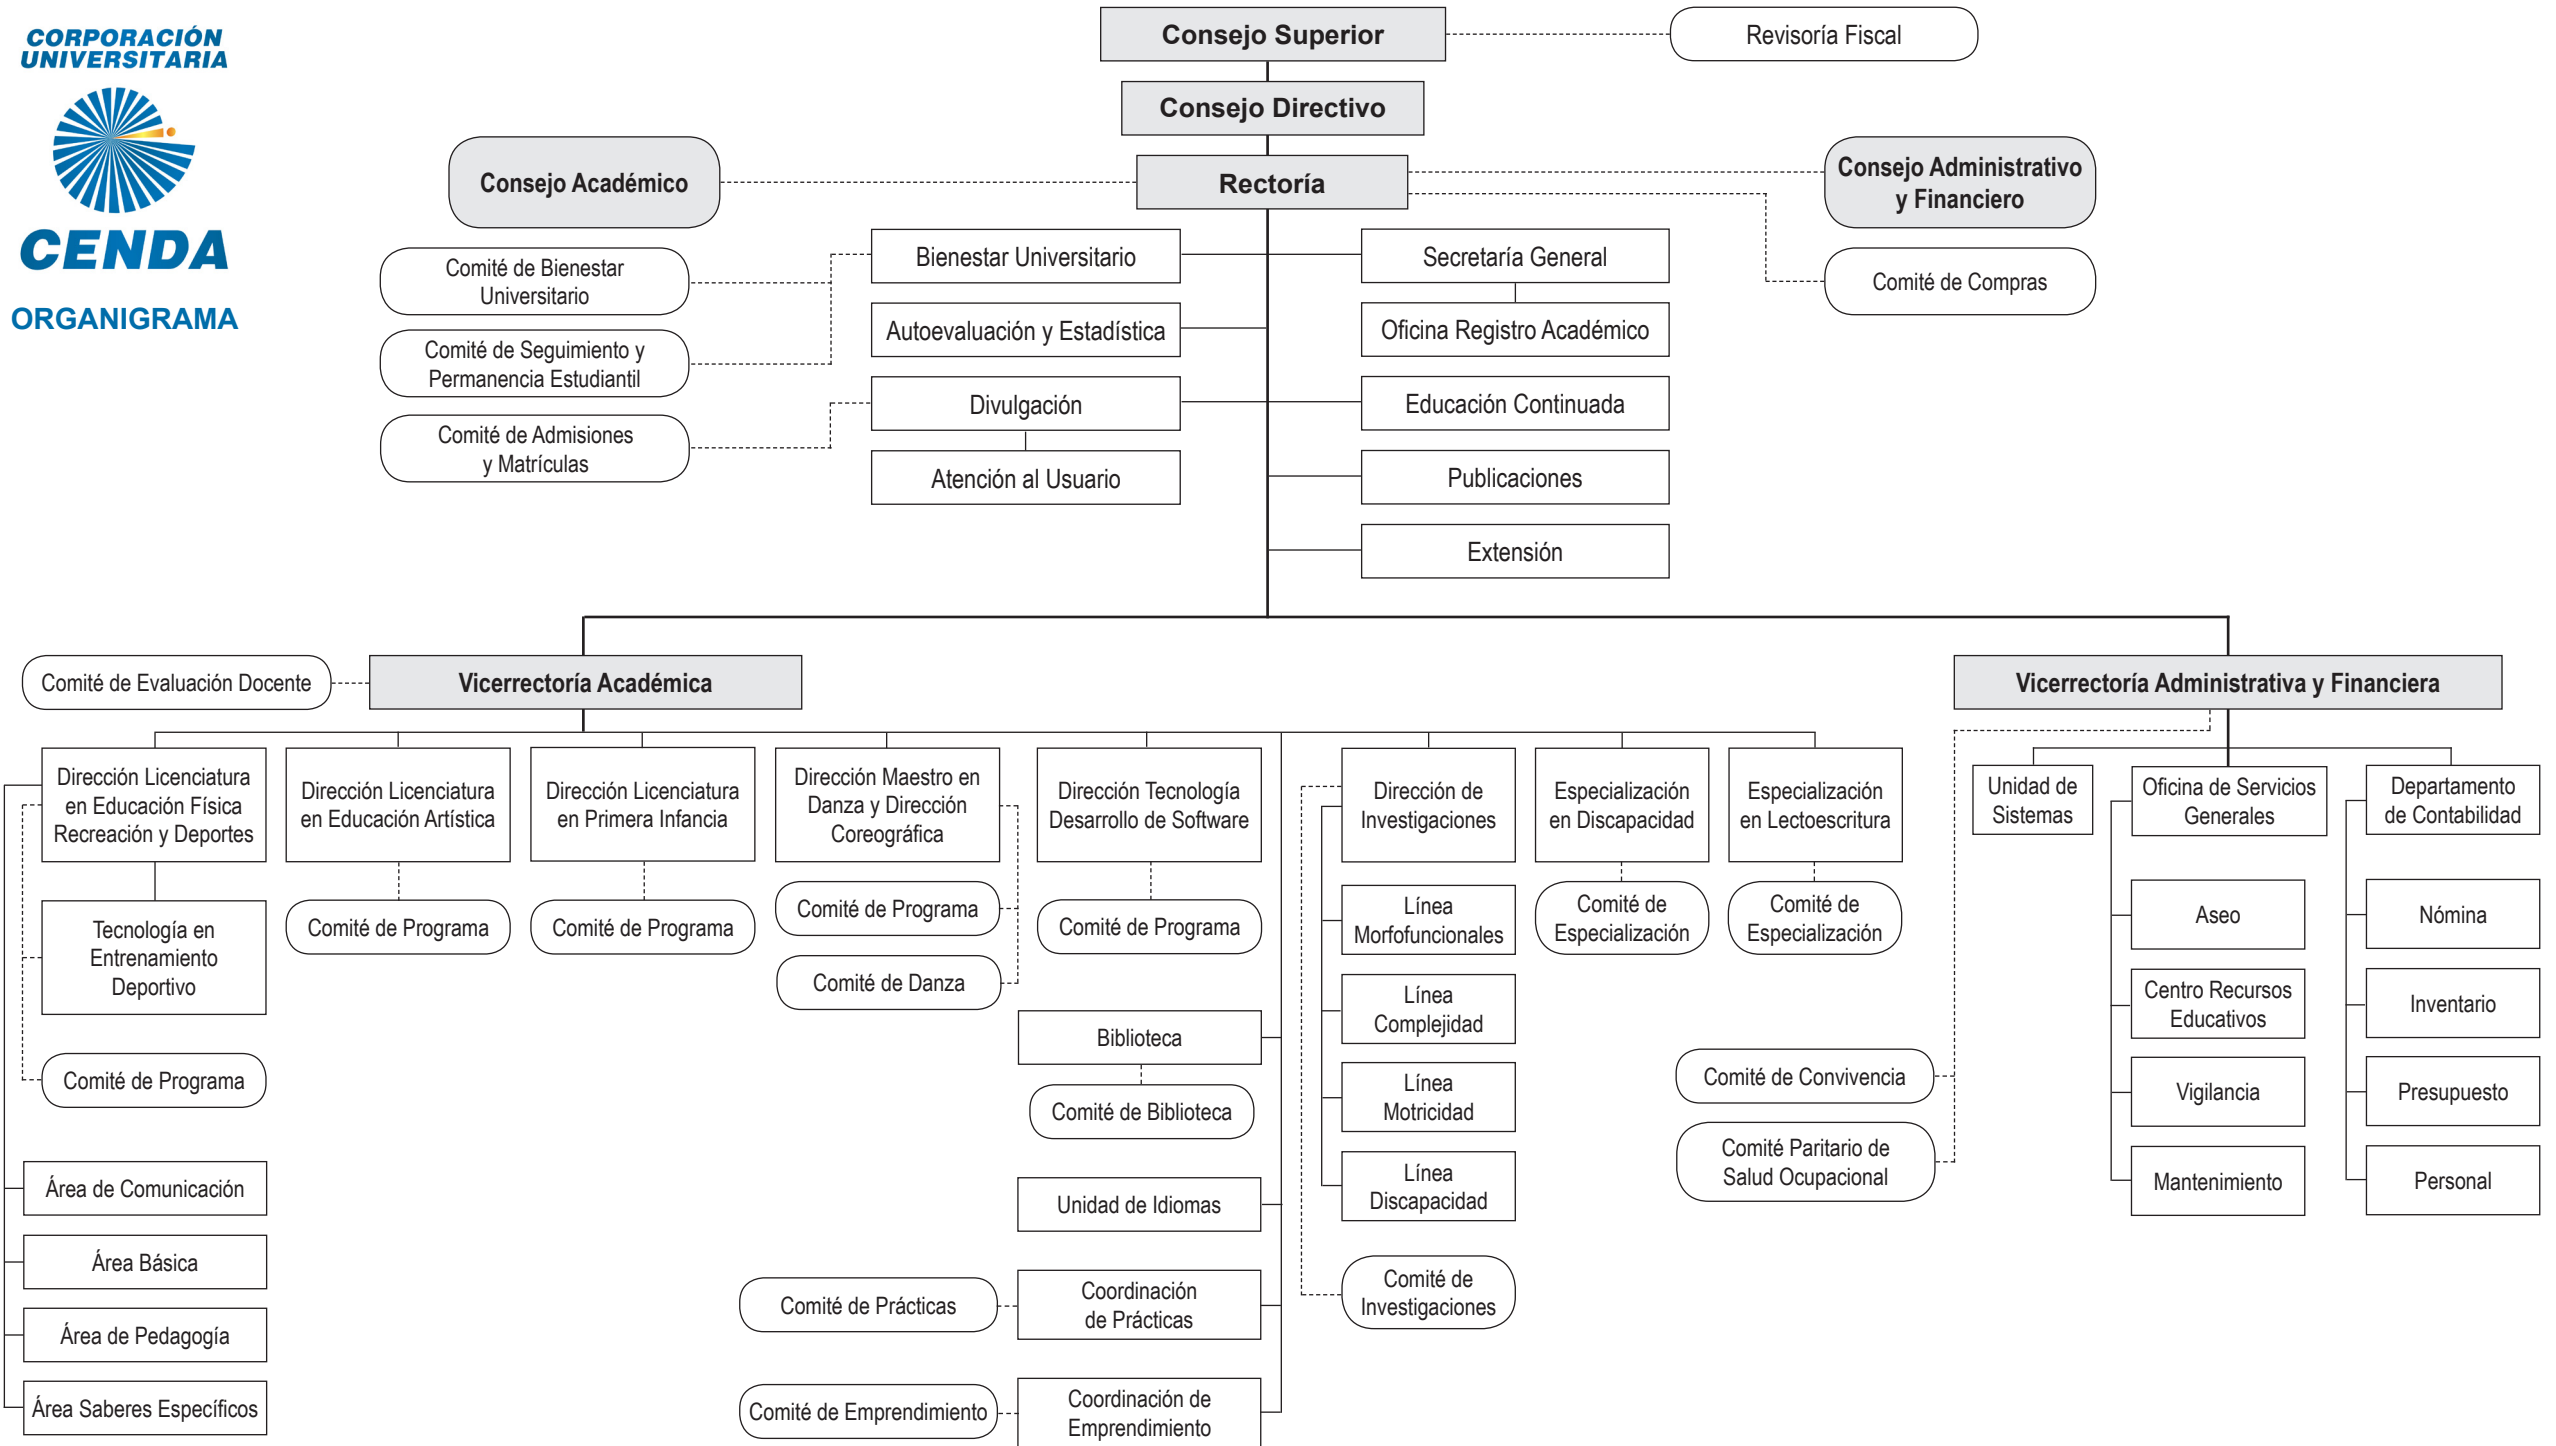 CORPORACIÓN
UNIVERSITARIA
CENDA
ORGANIGRAMA
Consejo Superior
Revisoría Fiscal
Consejo Directivo
Consejo Académico
Rectoría
Consejo Administrativo
y Financiero
Comité de Bienestar
Universitario
Bienestar Universitario
Secretaría General
Comité de Compras
Comité de Seguimiento y
Permanencia Estudiantil
Autoevaluación y Estadística
Oficina Registro Académico
Comité de Admisiones
y Matrículas
Divulgación
Educación Continuada
Atención al Usuario
Publicaciones
Extensión
Comité de Evaluación Docente
Vicerrectoría Académica
Vicerrectoría Administrativa y Financiera
Dirección Licenciatura
en Educación Física
Recreación y Deportes
Dirección Licenciatura
en Educación Artística
Dirección Licenciatura
en Primera Infancia
Dirección Maestro en
Danza y Dirección
Coreográfica
Dirección Tecnología
Desarrollo de Software
Dirección de
Investigaciones
Especialización
en Discapacidad
Especialización
en Lectoescritura
Unidad de
Sistemas
Oficina de Servicios
Generales
Departamento
de Contabilidad
Tecnología en
Entrenamiento
Deportivo
Comité de Programa
Comité de Programa
Comité de Programa
Comité de Danza
Comité de Programa
Línea
Morfofuncionales
Comité de
Especialización
Comité de
Especialización
Aseo
Nómina
Línea
Complejidad
Centro Recursos
Educativos
Inventario
Biblioteca
Comité de Programa
Comité de Biblioteca
Línea
Motricidad
Comité de Convivencia
Vigilancia
Presupuesto
Comité Paritario de
Salud Ocupacional
Mantenimiento
Personal
Área de Comunicación
Unidad de Idiomas
Línea
Discapacidad
Área Básica
Comité de Prácticas
Coordinación
de Prácticas
Comité de
Investigaciones
Área de Pedagogía
Área Saberes Específicos
Comité de Emprendimiento
Coordinación de
Emprendimiento